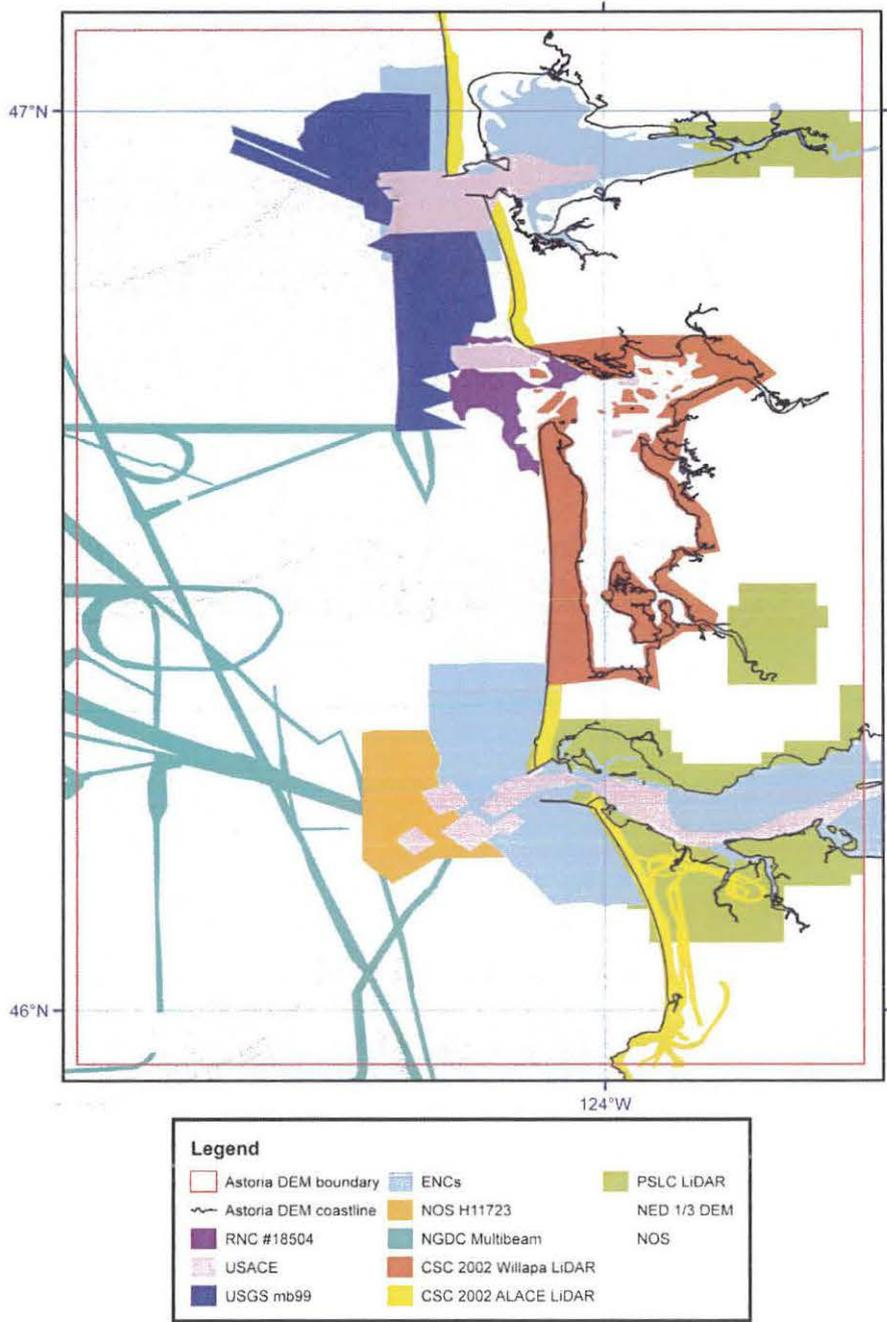 47°N
46°N
124°W
Legend
Astoria DEM boundary
Astoria DEM coastline
RNC #18504
USACE
USGS mb99
ENCs
NOS H11723
NGDC Multibeam
CSC 2002 Willapa LiDAR
CSC 2002 ALACE LiDAR
PSLC LiDAR
NED 1/3 DEM
NOS